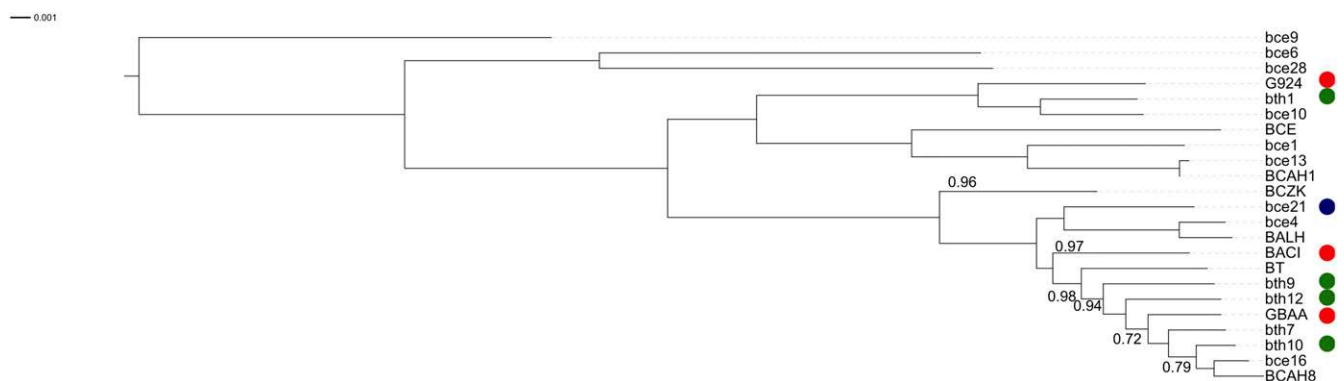 0.001
bce9
bce6
bce28
G924
bth1
bce10
BCE
bce1
bce13
BCAH1
0.96
BCZK
bce21
bce4
BALH
0.97
BACI
BT
0.98
bth9
0.94
bth12
GBAA
0.72
bth7
bth10
0.79
bce16
BCAH8